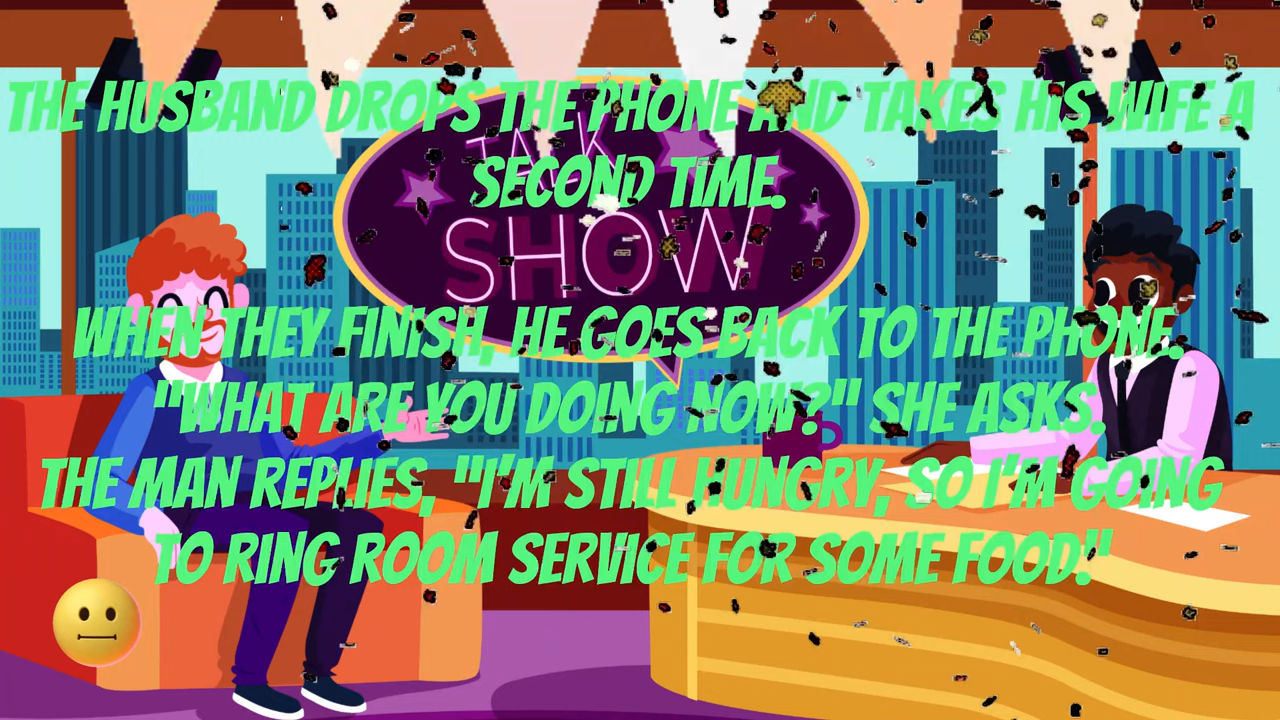 THE HUSBAND DROPS THE PHONE AND TAKES HIS WIFE A
SECOND TIME.
TALK
SHOW
WHEN THEY FINISH, HE GOES BACK TO THE PHONE.
"WHAT ARE YOU DOING NOW?" SHE ASKS.
THE MAN REPLIES, "I'M STILL HUNGRY, SO I'M GOING
TO RING ROOM SERVICE FOR SOME FOOD."